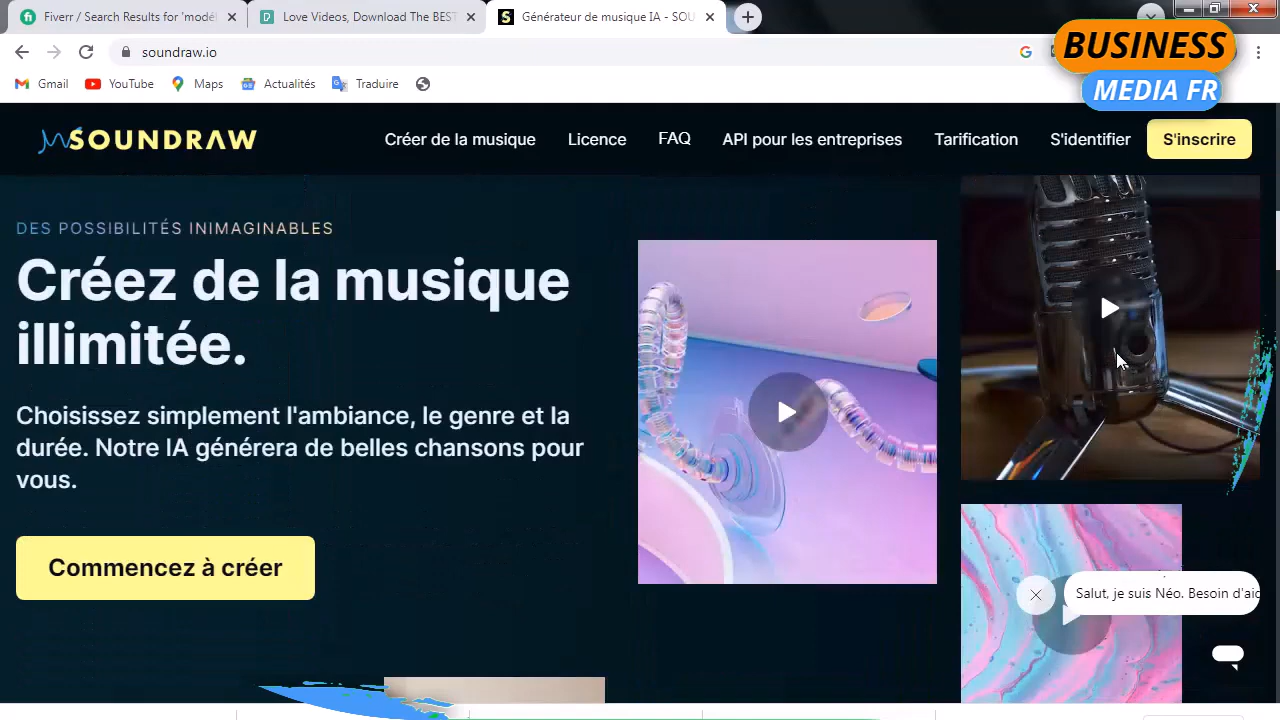 Fiverr / Search Results for 'modèl
Love Videos, Download The BEST
Générateur de musique IA - SOU
soundraw.io
BUSINESS
MEDIA FR
Gmail
YouTube
Maps
Actualités
Traduire
SOUNDRAW
Créer de la musique
Licence
FAQ
API pour les entreprises
Tarification
S'identifier
S'inscrire
DES POSSIBILITÉS INIMAGINABLES
Créez de la musique
illimitée.
Choisissez simplement l'ambiance, le genre et la
durée. Notre IA générera de belles chansons pour
vous.
Commencez à créer
Salut, je suis Néo. Besoin d'aid